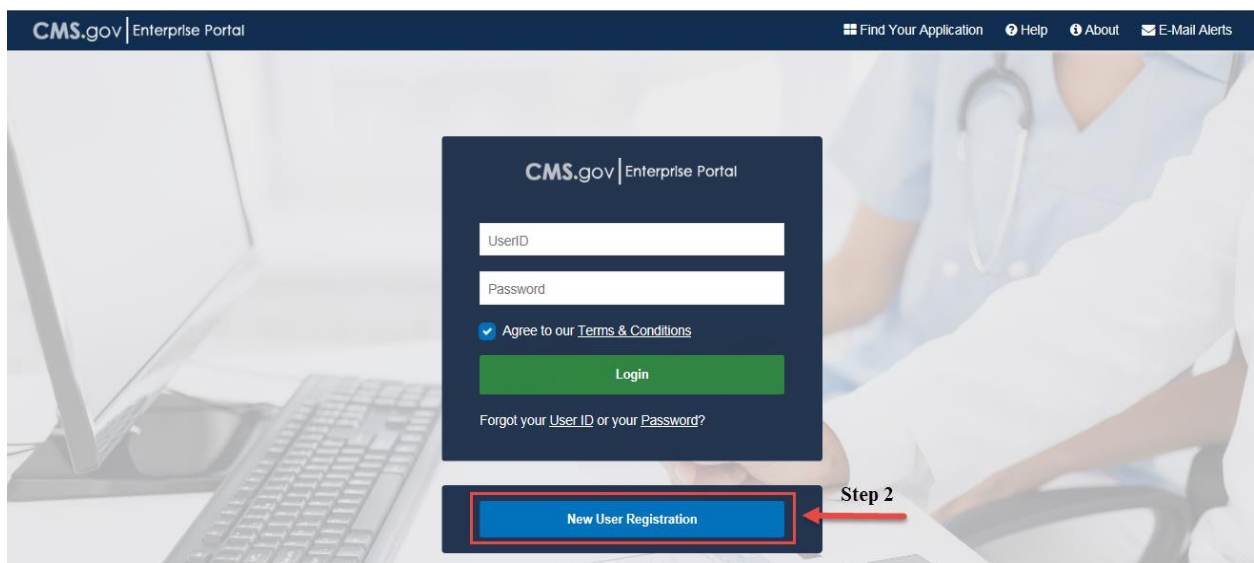 CMS.gov Enterprise Portal
Find Your Application Help About E-Mail Alerts
CMS.gov Enterprise Portal
UserID
Password
Agree to our Terms & Conditions
Login
Forgot your User ID or your Password?
Step 2
New User Registration